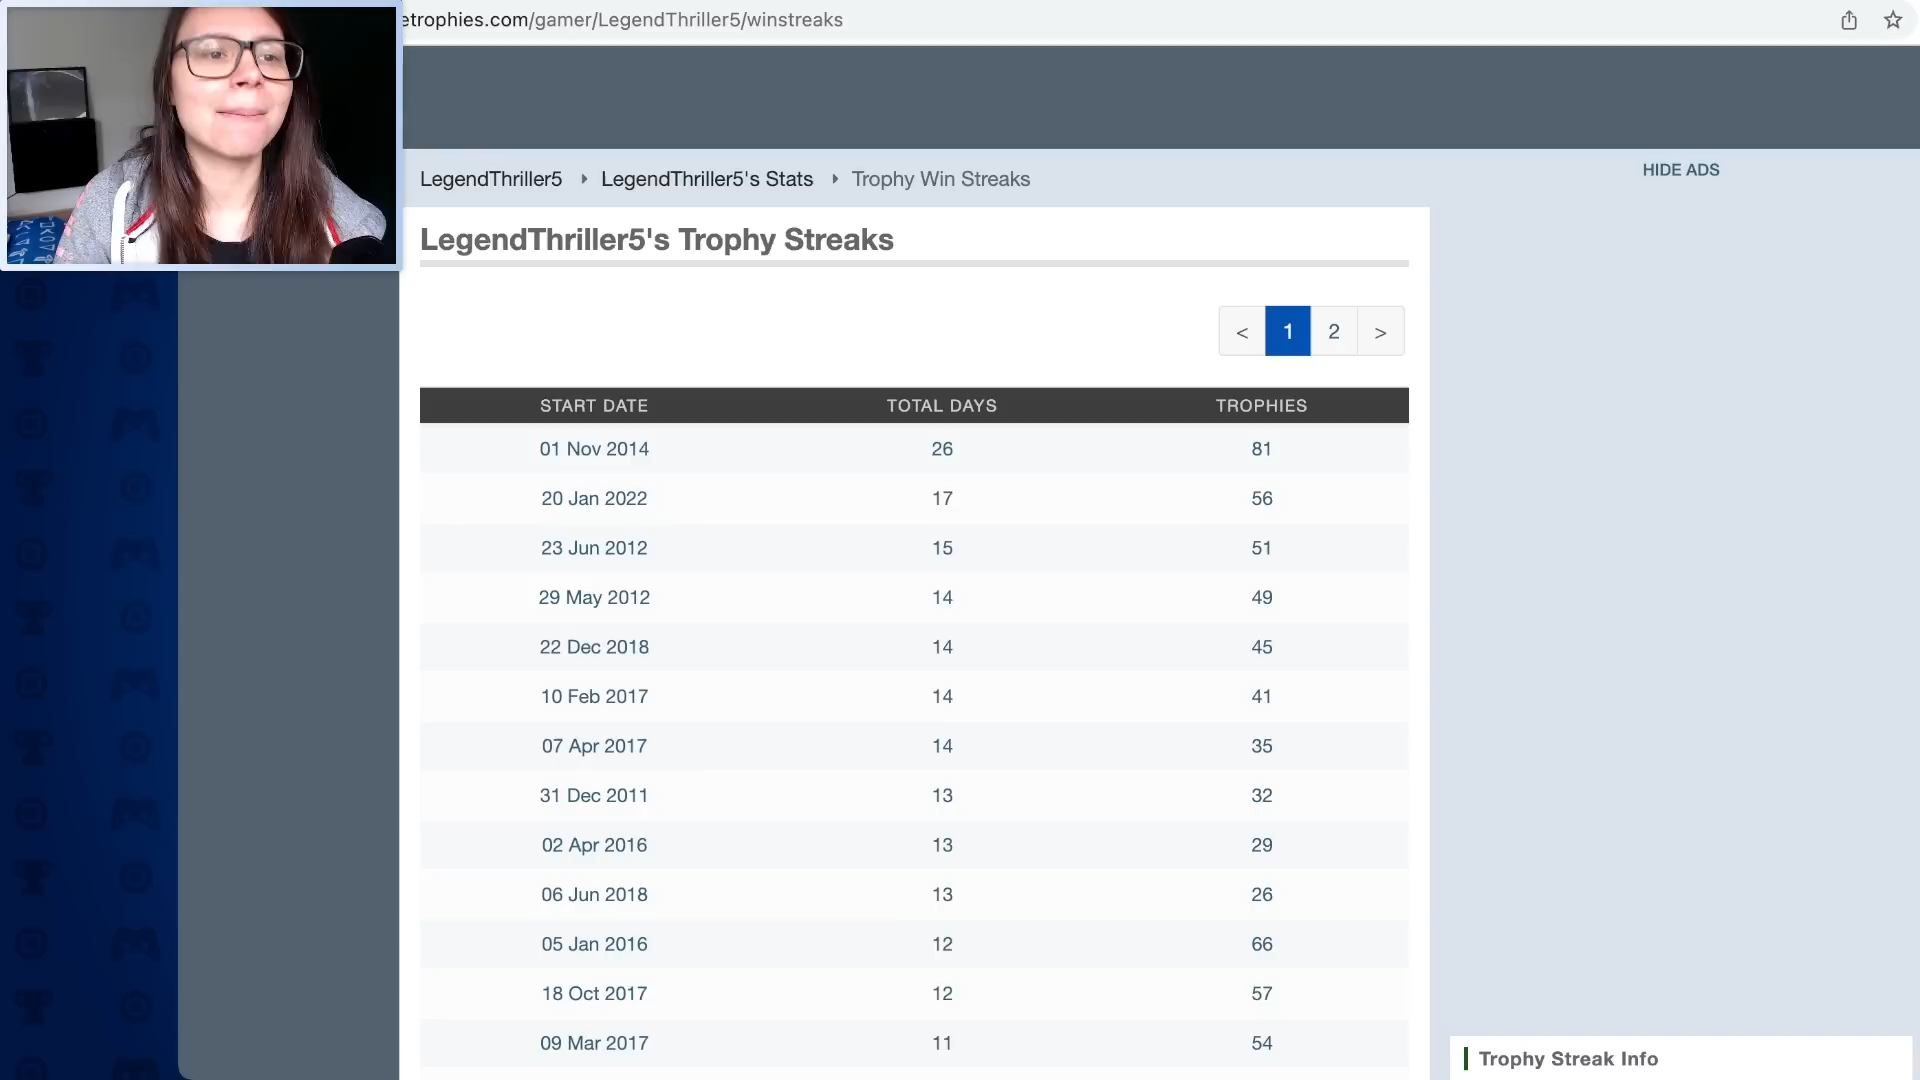 etrophies.com/gamer/LegendThriller5/winstreaks
LegendThriller5 LegendThriller5's Stats Trophy Win Streaks
HIDE ADS
LegendThriller5's Trophy Streaks
< 1 2 >
START DATE TOTAL DAYS TROPHIES
01 Nov 2014 26 81
20 Jan 2022 17 56
23 Jun 2012 15 51
29 May 2012 14 49
22 Dec 2018 14 45
10 Feb 2017 14 41
07 Apr 2017 14 35
31 Dec 2011 13 32
02 Apr 2016 13 29
06 Jun 2018 13 26
05 Jan 2016 12 66
18 Oct 2017 12 57
09 Mar 2017 11 54
Trophy Streak Info